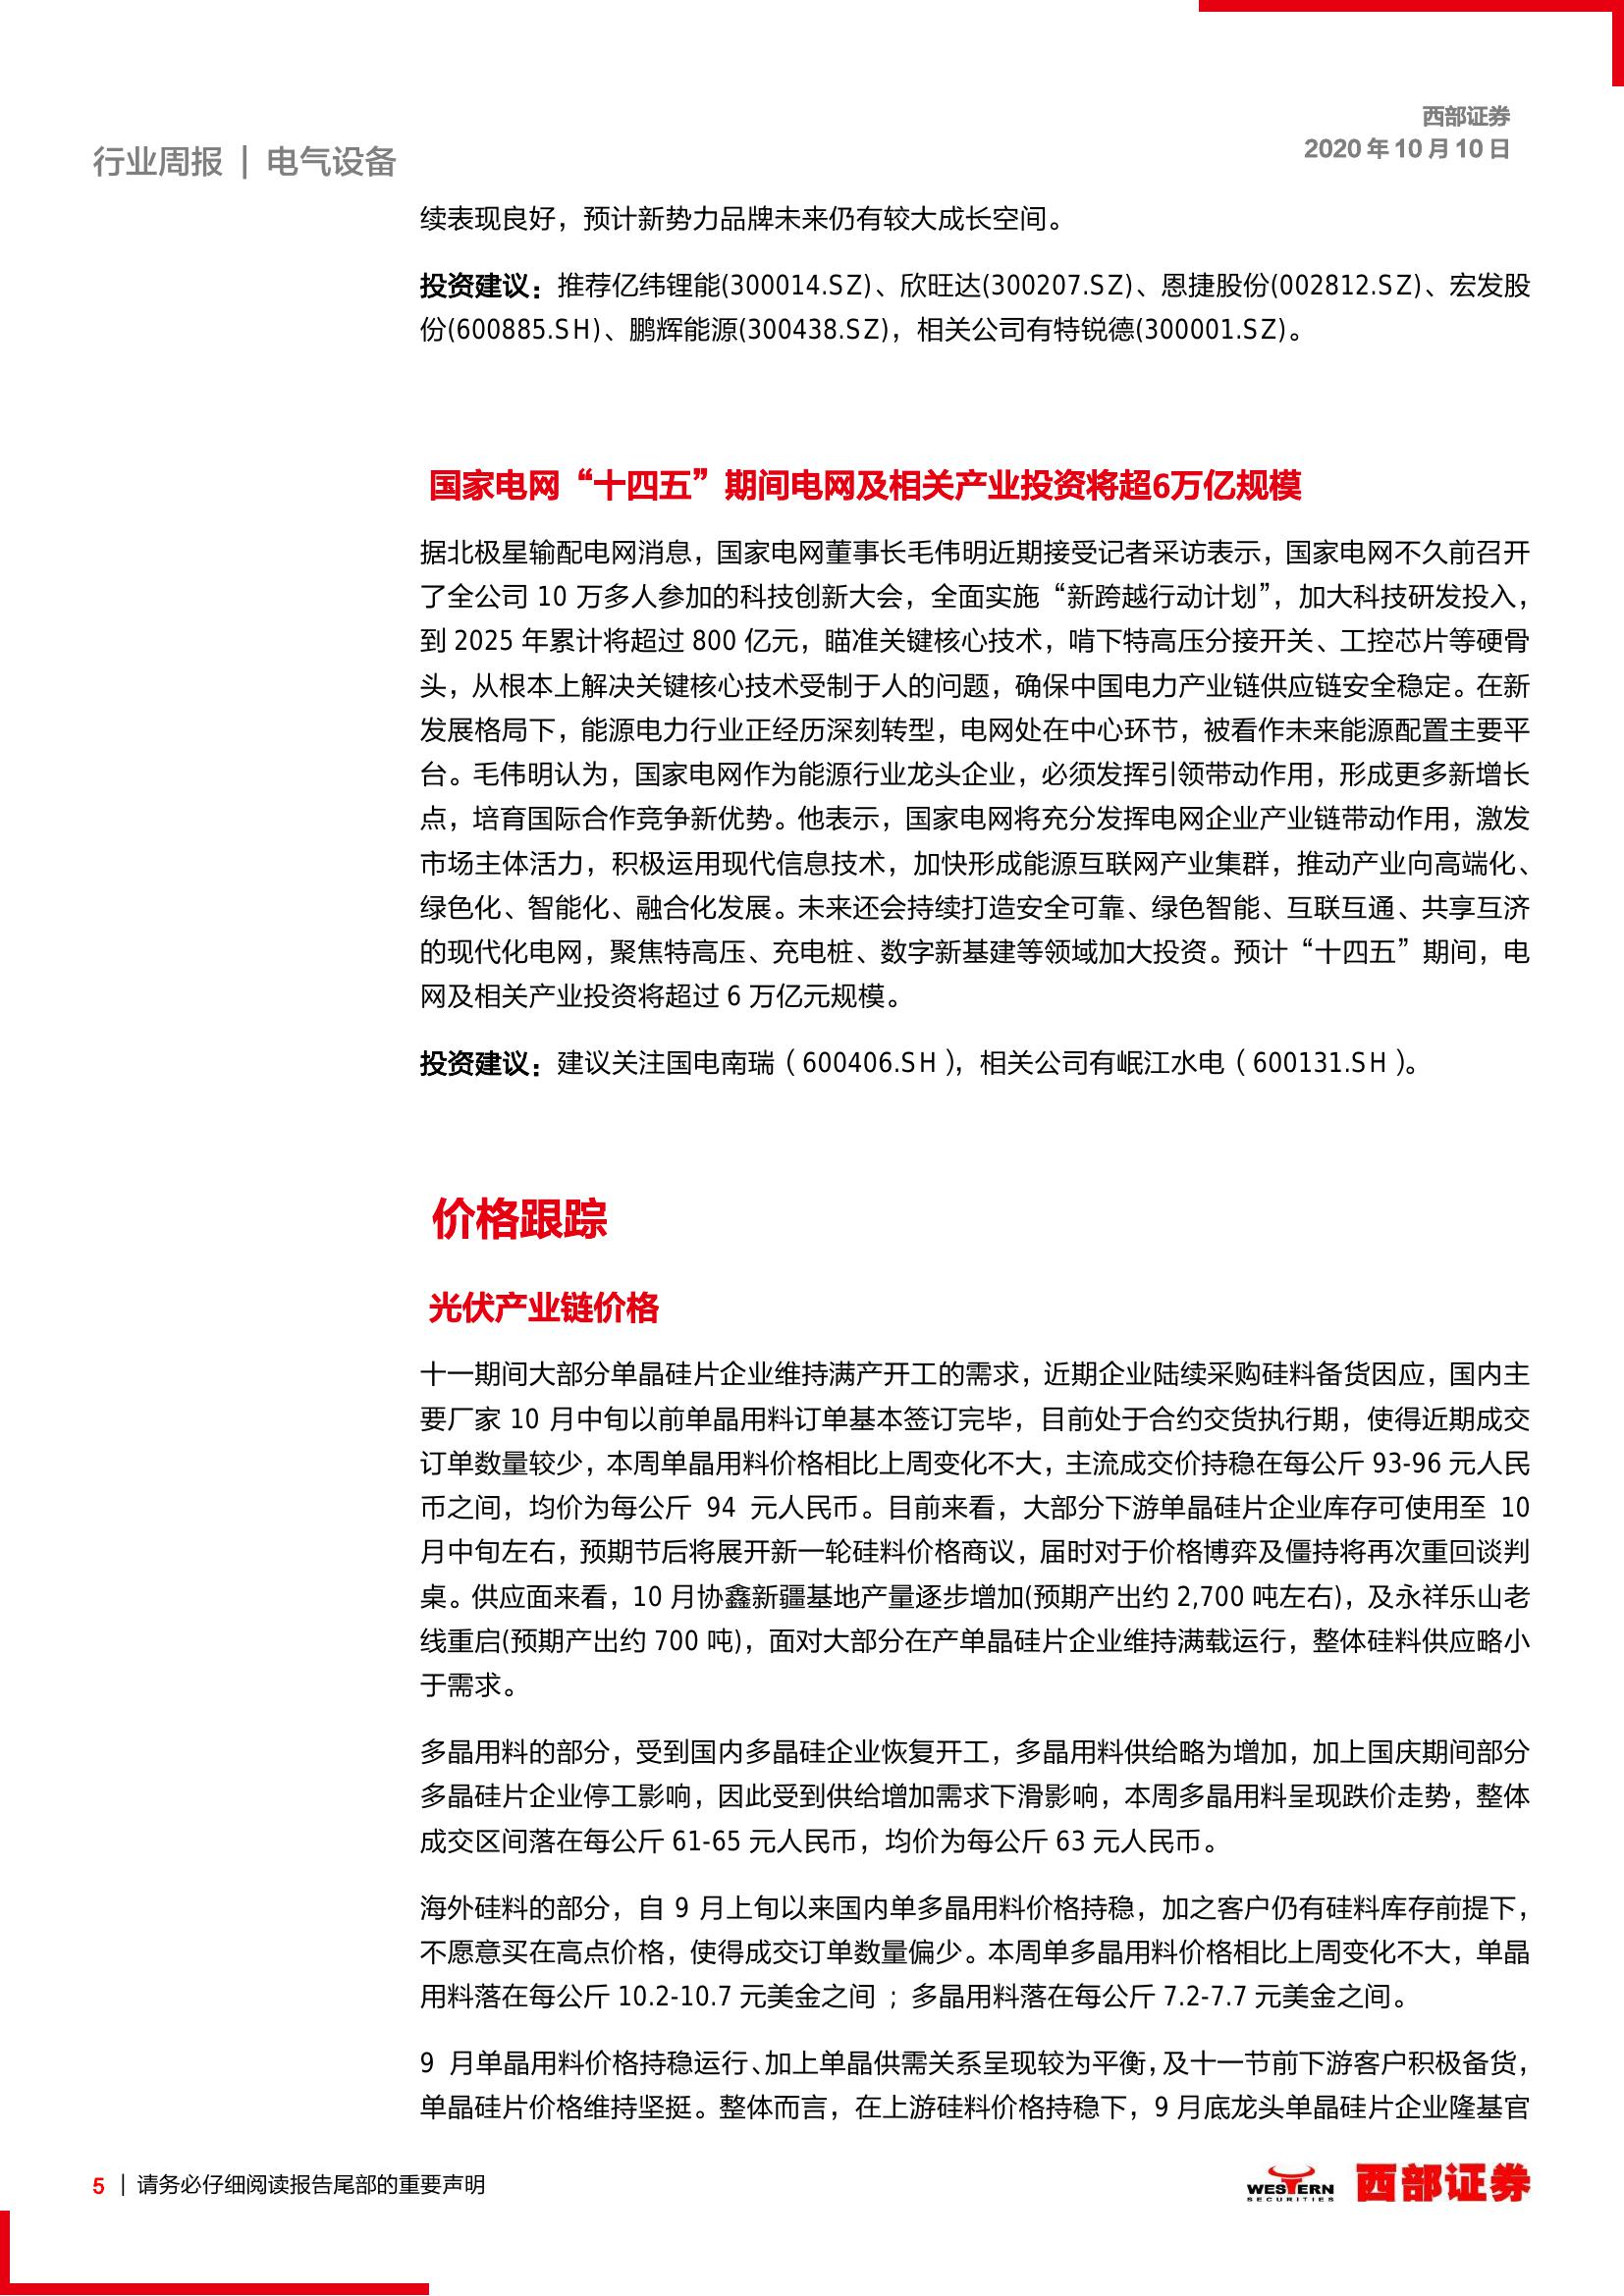 西部证券
2020 年 10 月 10 日
行业周报 | 电气设备
续表现良好，预计新势力品牌未来仍有较大成长空间。
投资建议：推荐亿纬锂能(300014.SZ)、欣旺达(300207.SZ)、恩捷股份(002812.SZ)、宏发股
份(600885.SH)、鹏辉能源(300438.SZ)，相关公司有特锐德(300001.SZ)。
国家电网“十四五”期间电网及相关产业投资将超6万亿规模
据北极星输配电网消息，国家电网董事长毛伟明近期接受记者采访表示，国家电网不久前召开
了全公司 10 万多人参加的科技创新大会，全面实施“新跨越行动计划”，加大科技研发投入，
到 2025 年累计将超过 800 亿元，瞄准关键核心技术，啃下特高压分接开关、工控芯片等硬骨
头，从根本上解决关键核心技术受制于人的问题，确保中国电力产业链供应链安全稳定。在新
发展格局下，能源电力行业正经历深刻转型，电网处在中心环节，被看作未来能源配置主要平
台。毛伟明认为，国家电网作为能源行业龙头企业，必须发挥引领带动作用，形成更多新增长
点，培育国际合作竞争新优势。他表示，国家电网将充分发挥电网企业产业链带动作用，激发
市场主体活力，积极运用现代信息技术，加快形成能源互联网产业集群，推动产业向高端化、
绿色化、智能化、融合化发展。未来还会持续打造安全可靠、绿色智能、互联互通、共享互济
的现代化电网，聚焦特高压、充电桩、数字新基建等领域加大投资。预计“十四五”期间，电
网及相关产业投资将超过 6 万亿元规模。
投资建议：建议关注国电南瑞（600406.SH），相关公司有岷江水电（600131.SH）。
价格跟踪
光伏产业链价格
十一期间大部分单晶硅片企业维持满产开工的需求，近期企业陆续采购硅料备货因应，国内主
要厂家 10 月中旬以前单晶用料订单基本签订完毕，目前处于合约交货执行期，使得近期成交
订单数量较少，本周单晶用料价格相比上周变化不大，主流成交价持稳在每公斤 93-96 元人民
币之间，均价为每公斤 94 元人民币。目前来看，大部分下游单晶硅片企业库存可使用至 10
月中旬左右，预期节后将展开新一轮硅料价格商议，届时对于价格博弈及僵持将再次重回谈判
桌。供应面来看，10 月协鑫新疆基地产量逐步增加(预期产出约 2,700 吨左右)，及永祥乐山老
线重启(预期产出约 700 吨)，面对大部分在产单晶硅片企业维持满载运行，整体硅料供应略小
于需求。
多晶用料的部分，受到国内多晶硅企业恢复开工，多晶用料供给略为增加，加上国庆期间部分
多晶硅片企业停工影响，因此受到供给增加需求下滑影响，本周多晶用料呈现跌价走势，整体
成交区间落在每公斤 61-65 元人民币，均价为每公斤 63 元人民币。
海外硅料的部分，自 9 月上旬以来国内单多晶用料价格持稳，加之客户仍有硅料库存前提下，
不愿意买在高点价格，使得成交订单数量偏少。本周单多晶用料价格相比上周变化不大，单晶
用料落在每公斤 10.2-10.7 元美金之间 ；多晶用料落在每公斤 7.2-7.7 元美金之间。
9 月单晶用料价格持稳运行、加上单晶供需关系呈现较为平衡，及十一节前下游客户积极备货，
单晶硅片价格维持坚挺。整体而言，在上游硅料价格持稳下，9 月底龙头单晶硅片企业隆基官
5 | 请务必仔细阅读报告尾部的重要声明
WESTERN
SECURITIES
西部证券